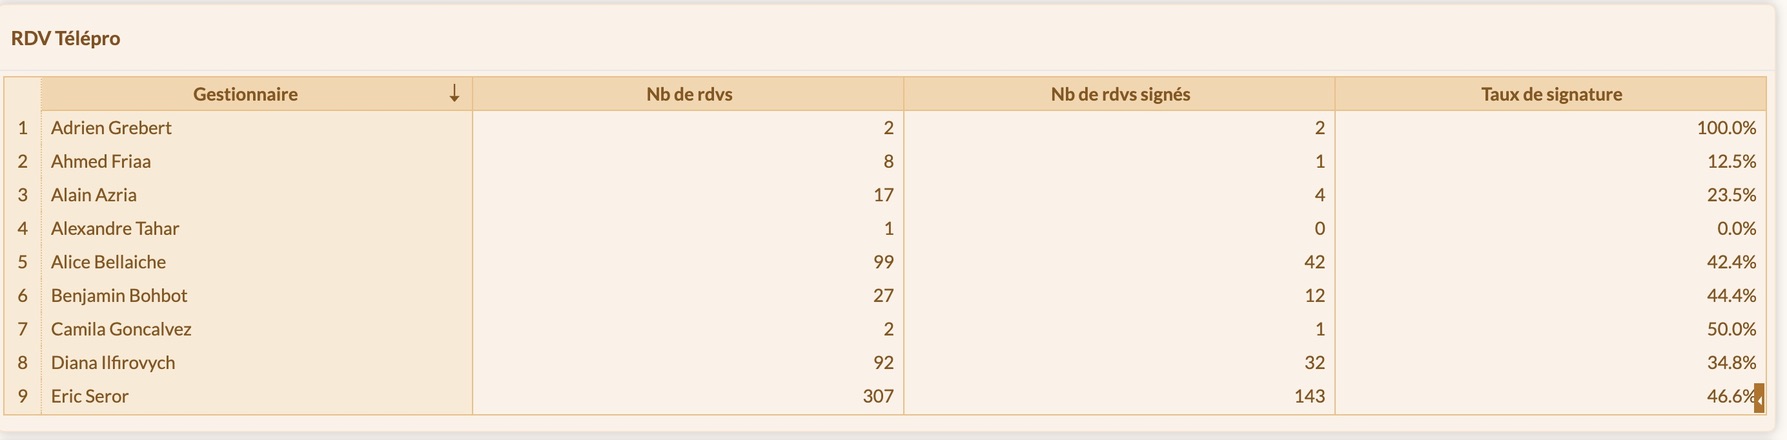 RDV Télépro
Gestionnaire ↓ Nb de rdvs Nb de rdvs signés Taux de signature
1 Adrien Grebert 2 2 100.0%
2 Ahmed Friaa 8 1 12.5%
3 Alain Azria 17 4 23.5%
4 Alexandre Tahar 1 0 0.0%
5 Alice Bellaiche 99 42 42.4%
6 Benjamin Bohbot 27 12 44.4%
7 Camila Goncalvez 2 1 50.0%
8 Diana Ilfirovych 92 32 34.8%
9 Eric Seror 307 143 46.6%